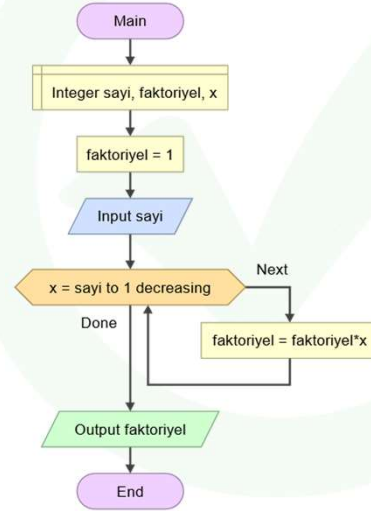 Main
Integer sayi, faktoriyel, x
faktoriyel = 1
Input sayi
x = sayi to 1 decreasing
Next
Done
faktoriyel = faktoriyel*x
Output faktoriyel
End